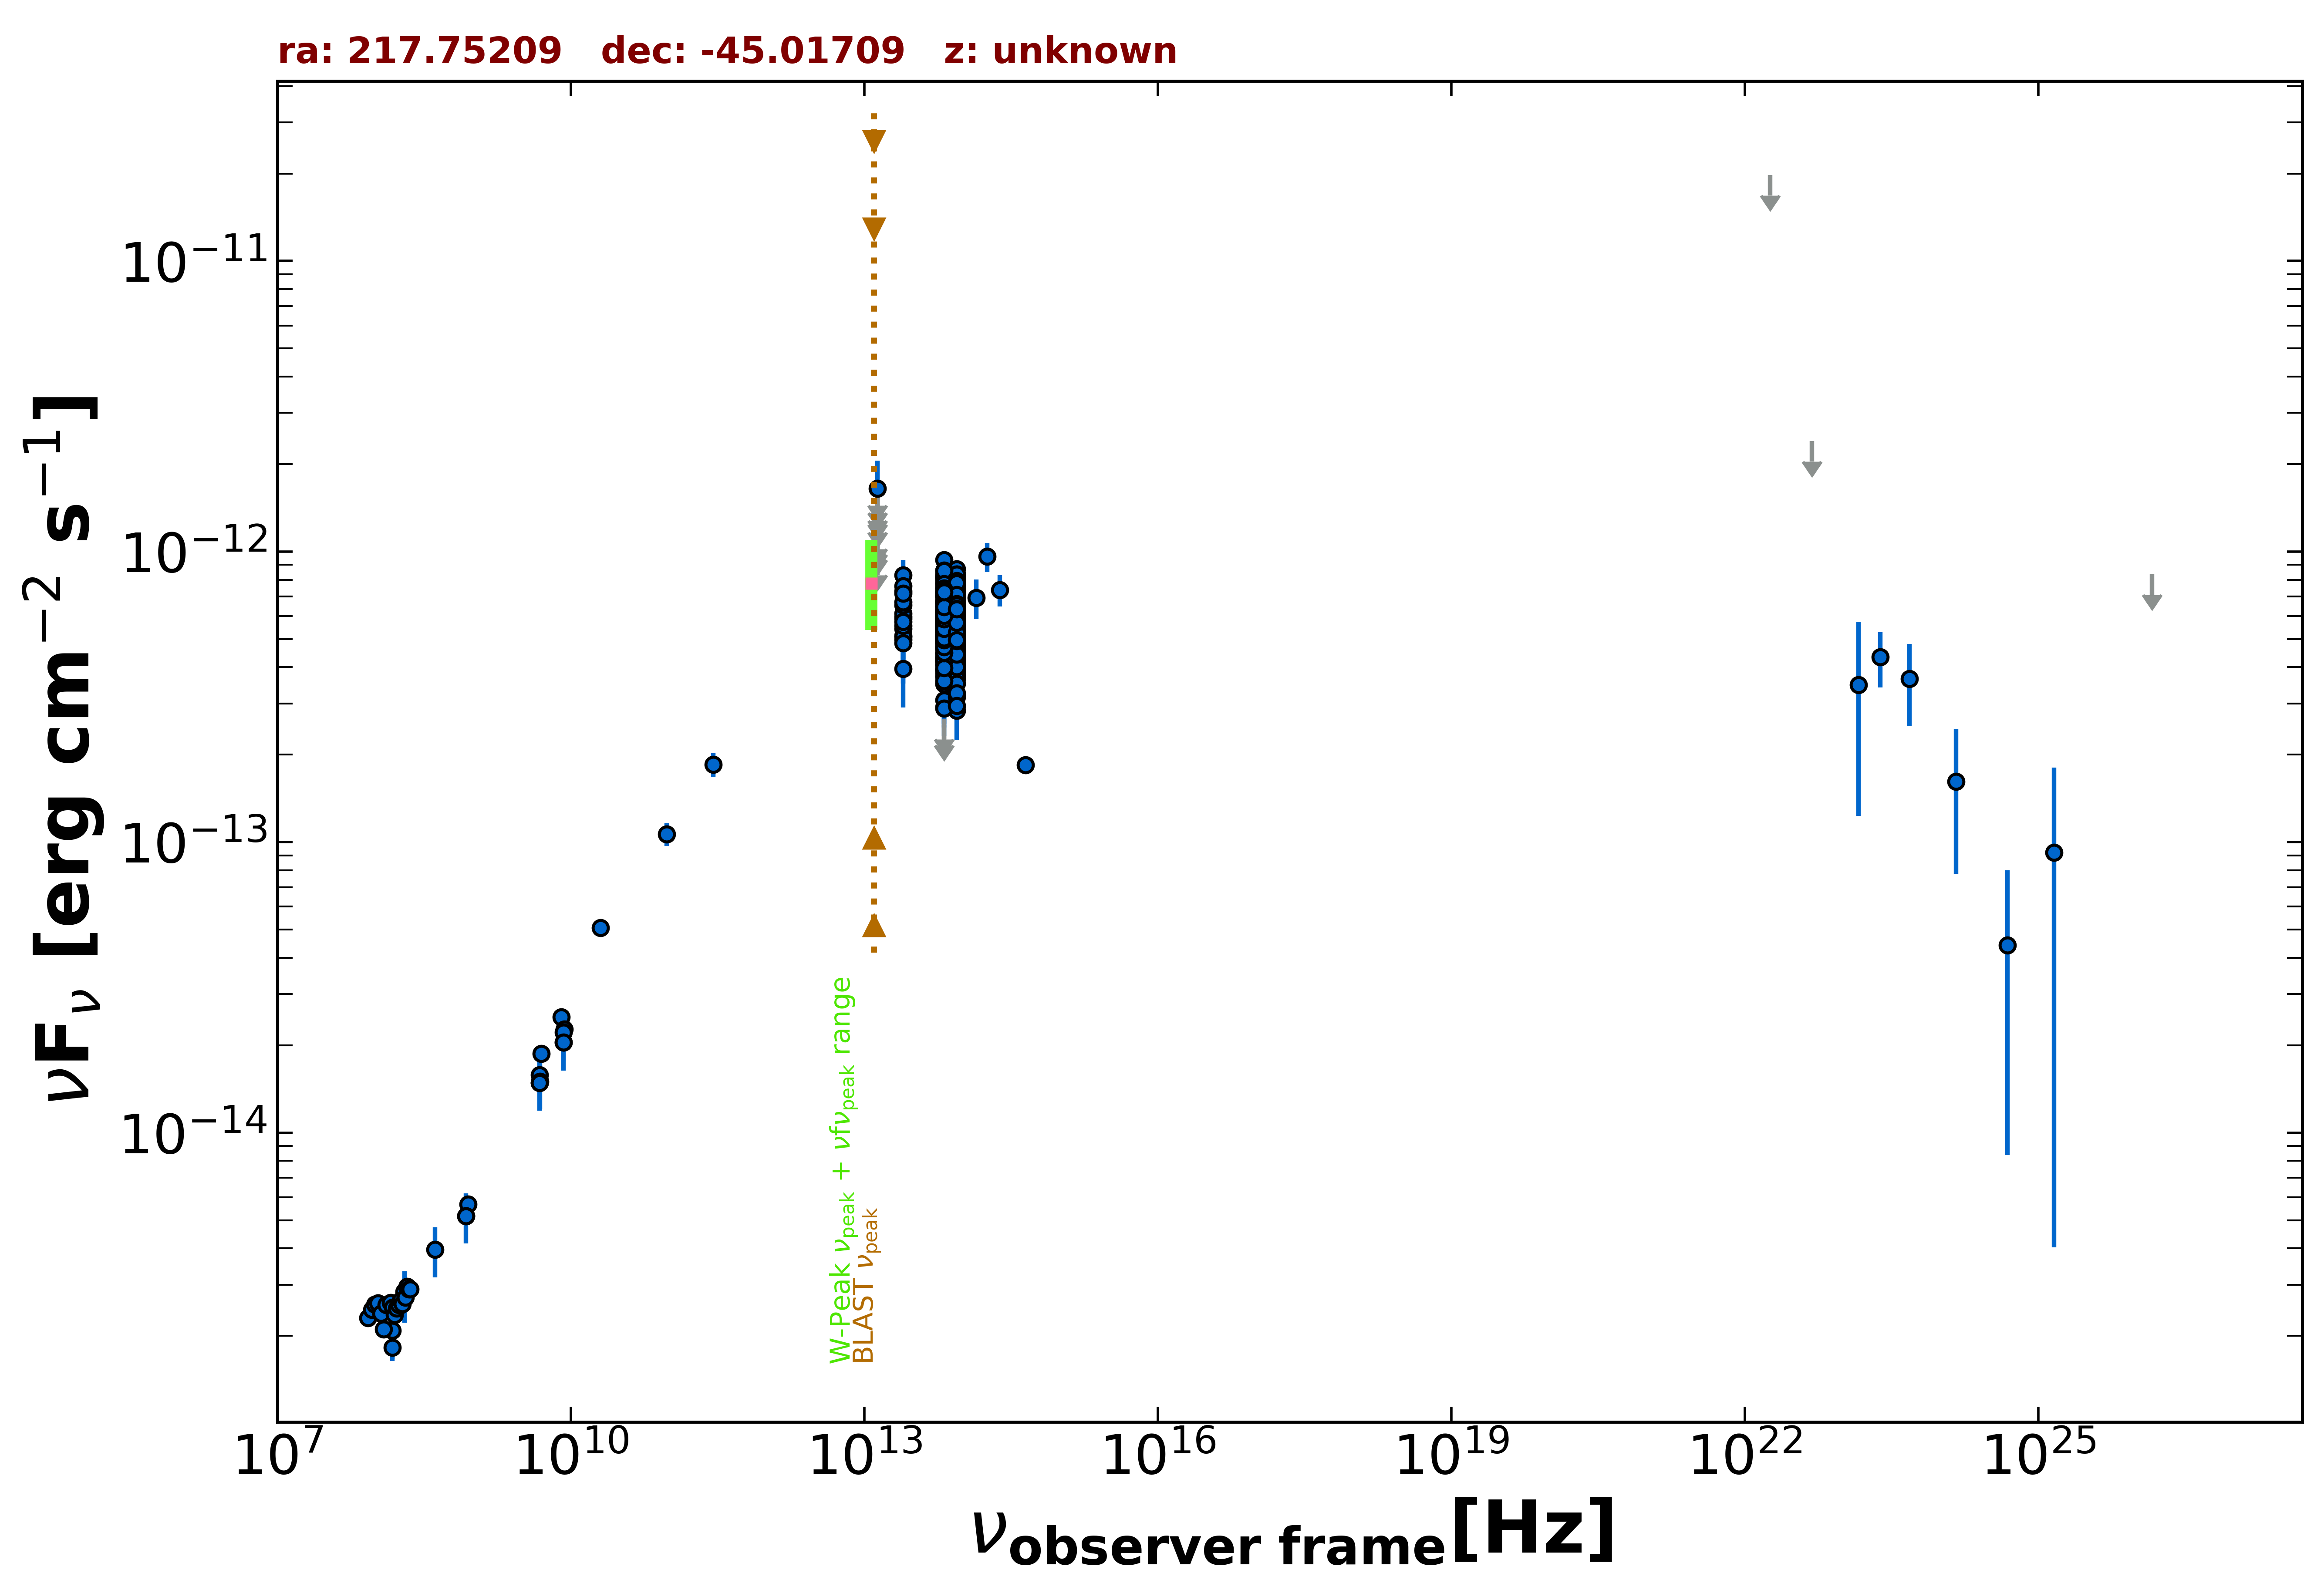 ra: 217.75209   dec: -45.01709   z: unknown
νFν [erg cm−2 s−1]
10−11
10−12
10−13
10−14
W-Peak νpeak + νfνpeak range
BLAST νpeak
107 1010 1013 1016 1019 1022 1025
νobserver frame[Hz]